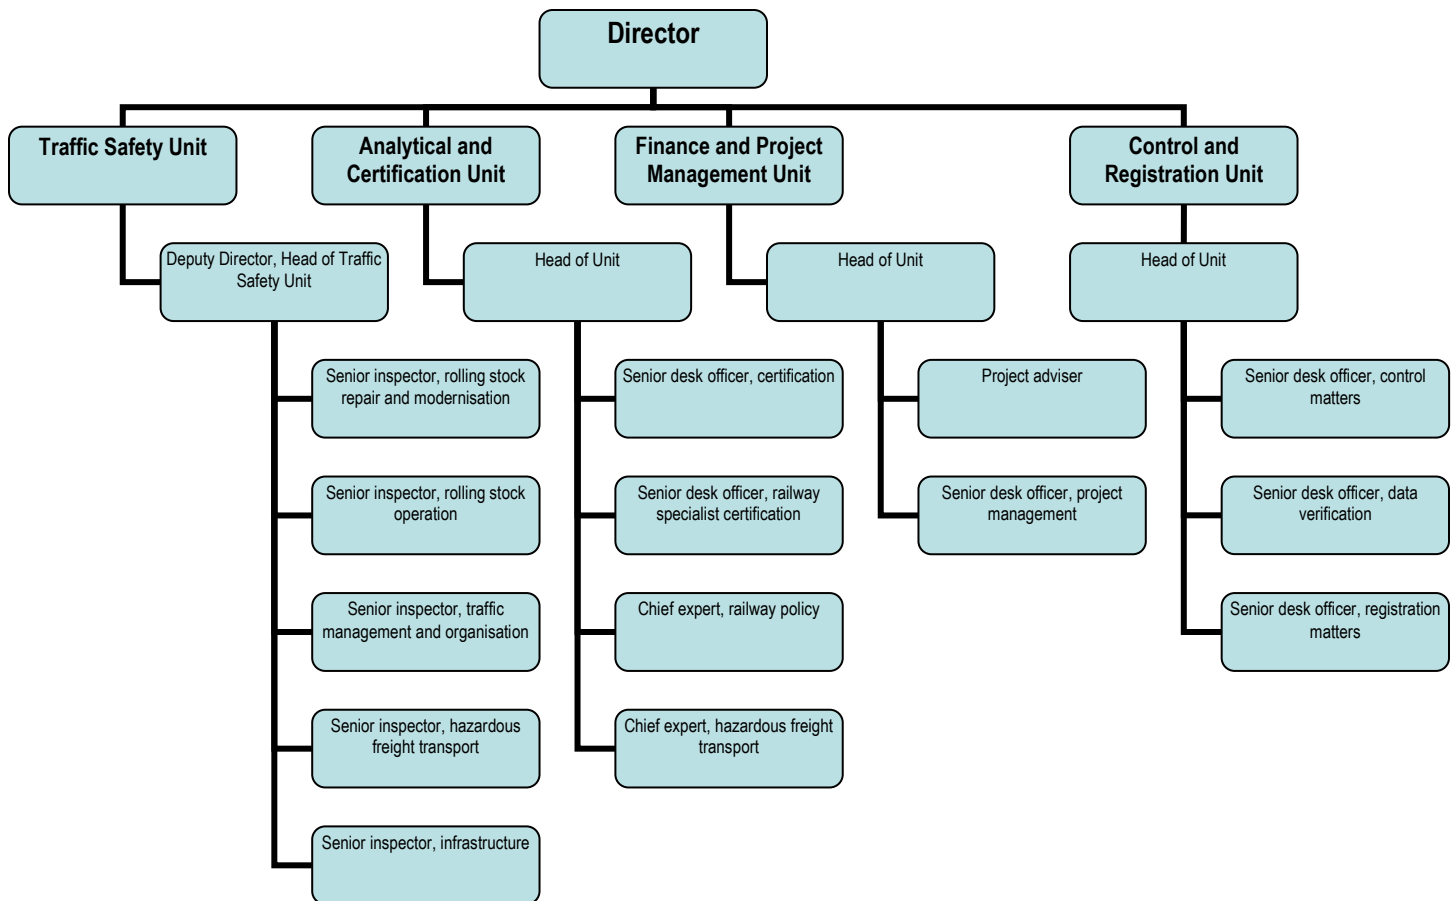 Director
Traffic Safety Unit
Analytical and
Certification Unit
Finance and Project
Management Unit
Control and
Registration Unit
Deputy Director, Head of Traffic
Safety Unit
Head of Unit
Head of Unit
Head of Unit
Senior inspector, rolling stock
repair and modernisation
Senior desk officer, certification
Project adviser
Senior desk officer, control
matters
Senior inspector, rolling stock
operation
Senior desk officer, railway
specialist certification
Senior desk officer, project
management
Senior desk officer, data
verification
Senior inspector, traffic
management and organisation
Chief expert, railway policy
Senior desk officer, registration
matters
Senior inspector, hazardous
freight transport
Chief expert, hazardous freight
transport
Senior inspector, infrastructure